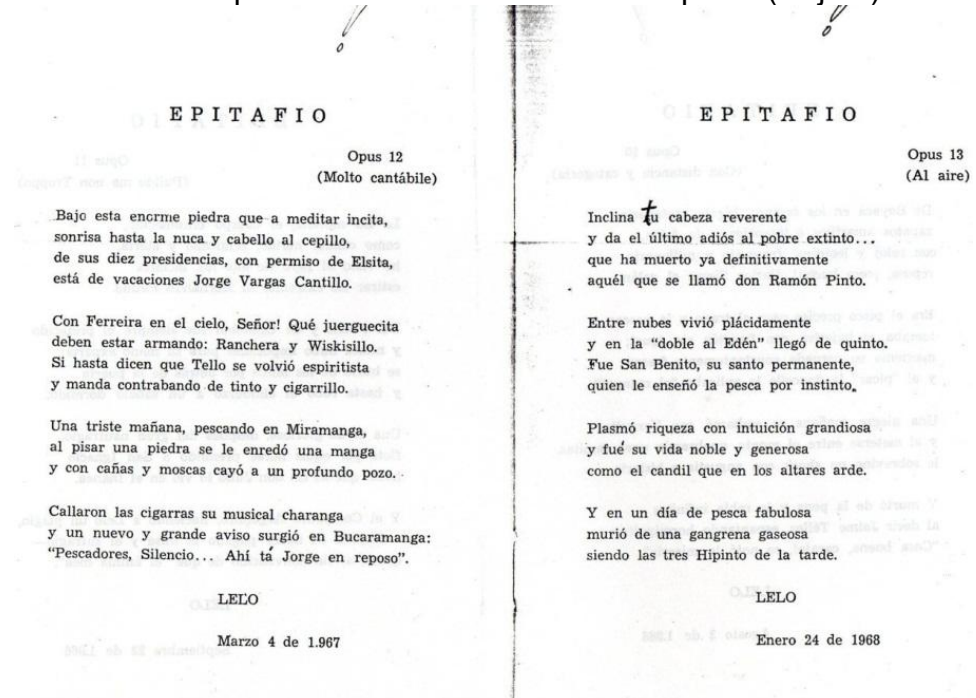 EPITAFIO
Opus 12
(Molto cantábile)
Bajo esta enorme piedra que a meditar incita,
sonrisa hasta la nuca y cabello al cepillo,
de sus diez presidencias, con permiso de Elsita,
está de vacaciones Jorge Vargas Cantillo.
Con Ferreira en el cielo, Señor! Qué juerguecita
deben estar armando: Ranchera y Wiskisillo.
Si hasta dicen que Tello se volvió espiritista
y manda contrabando de tinto y cigarrillo.
Una triste mañana, pescando en Miramanga,
al pisar una piedra se le enredó una manga
y con cañas y moscas cayó a un profundo pozo.
Callaron las cigarras su musical charanga
y un nuevo y grande aviso surgió en Bucaramanga:
"Pescadores, Silencio... Ahí tá Jorge en reposo".
LELO
Marzo 4 de 1.967
EPITAFIO
Opus 13
(Al aire)
Inclina tu cabeza reverente
y da el último adiós al pobre extinto...
que ha muerto ya definitivamente
aquél que se llamó don Ramón Pinto.
Entre nubes vivió plácidamente
y en la "doble al Edén" llegó de quinto.
Fue San Benito, su santo permanente,
quien le enseñó la pesca por instinto.
Plasmó riqueza con intuición grandiosa
y fué su vida noble y generosa
como el candil que en los altares arde.
Y en un día de pesca fabulosa
murió de una gangrena gaseosa
siendo las tres Hipinto de la tarde.
LELO
Enero 24 de 1968